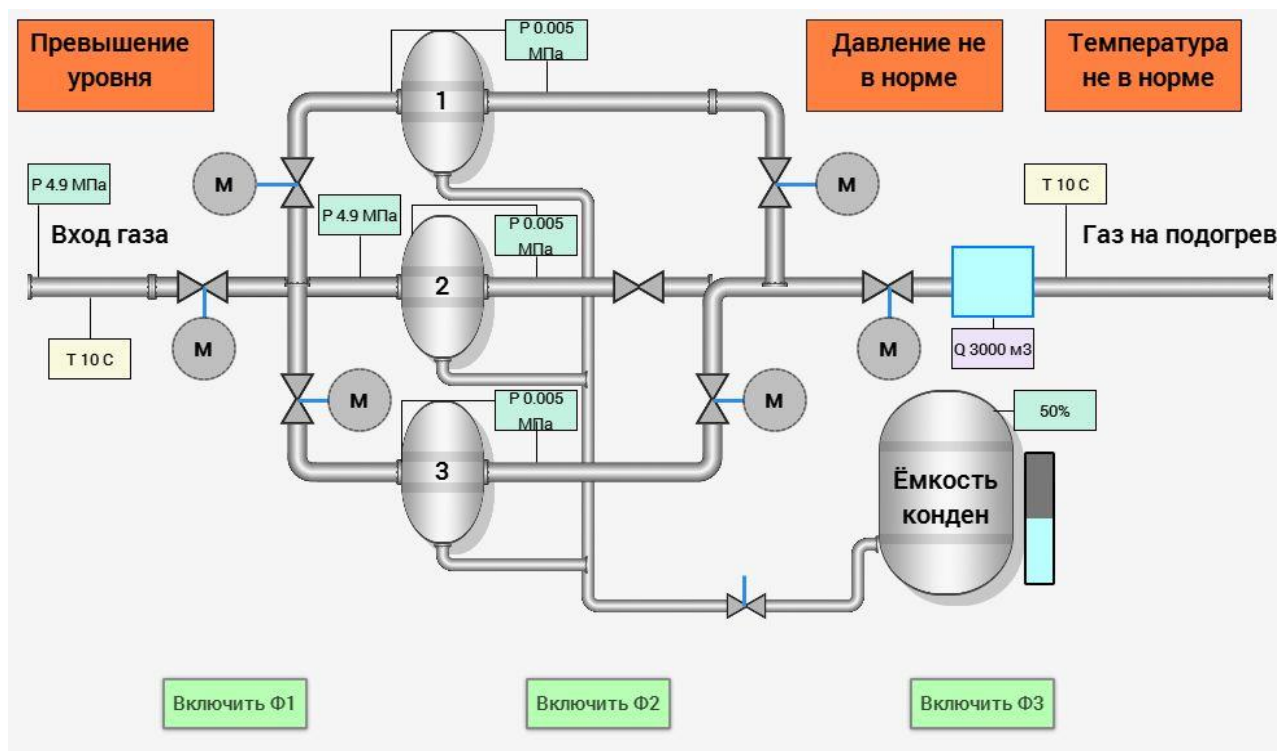 Превышение
уровня
P 0.005
МПа
Давление не
в норме
Температура
не в норме
1
M
M
P 4.9 МПа
T 10 C
P 4.9 МПа
P 0.005
МПа
Вход газа
Газ на подогрев
2
T 10 C
M
M
Q 3000 м3
P 0.005
МПа
M
M
50%
3
Ёмкость
конден
Включить Ф1
Включить Ф2
Включить Ф3